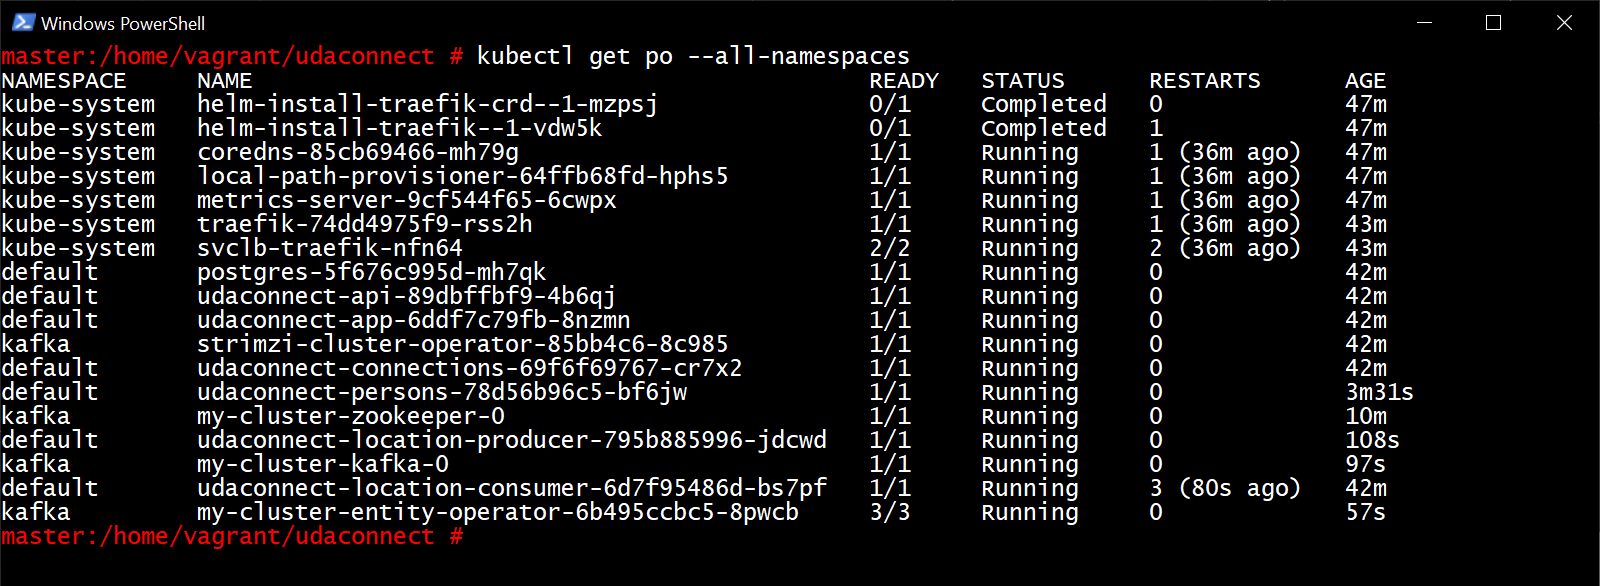 Windows PowerShell
master:/home/vagrant/udaconnect # kubectl get po --all-namespaces
NAMESPACE     NAME                                              READY   STATUS      RESTARTS      AGE
kube-system   helm-install-traefik-crd--1-mzpsj                 0/1     Completed   0             47m
kube-system   helm-install-traefik--1-vdw5k                     0/1     Completed   1             47m
kube-system   coredns-85cb69466-mh79g                           1/1     Running     1 (36m ago)   47m
kube-system   local-path-provisioner-64ffb68fd-hphs5            1/1     Running     1 (36m ago)   47m
kube-system   metrics-server-9cf544f65-6cwpx                    1/1     Running     1 (36m ago)   47m
kube-system   traefik-74dd4975f9-rss2h                          1/1     Running     1 (36m ago)   43m
kube-system   svclb-traefik-nfn64                               2/2     Running     2 (36m ago)   43m
default       postgres-5f676c995d-mh7qk                         1/1     Running     0             42m
default       udaconnect-api-89dbffbf9-4b6qj                    1/1     Running     0             42m
default       udaconnect-app-6ddf7c79fb-8nzmn                   1/1     Running     0             42m
kafka         strimzi-cluster-operator-85bb4c6-8c985            1/1     Running     0             42m
default       udaconnect-connections-69f6f69767-cr7x2           1/1     Running     0             42m
default       udaconnect-persons-78d56b96c5-bf6jw               1/1     Running     0             3m31s
kafka         my-cluster-zookeeper-0                            1/1     Running     0             10m
default       udaconnect-location-producer-795b885996-jdcwd     1/1     Running     0             108s
kafka         my-cluster-kafka-0                                1/1     Running     0             97s
default       udaconnect-location-consumer-6d7f95486d-bs7pf     1/1     Running     3 (80s ago)   42m
kafka         my-cluster-entity-operator-6b495ccbc5-8pwcb       3/3     Running     0             57s
master:/home/vagrant/udaconnect #